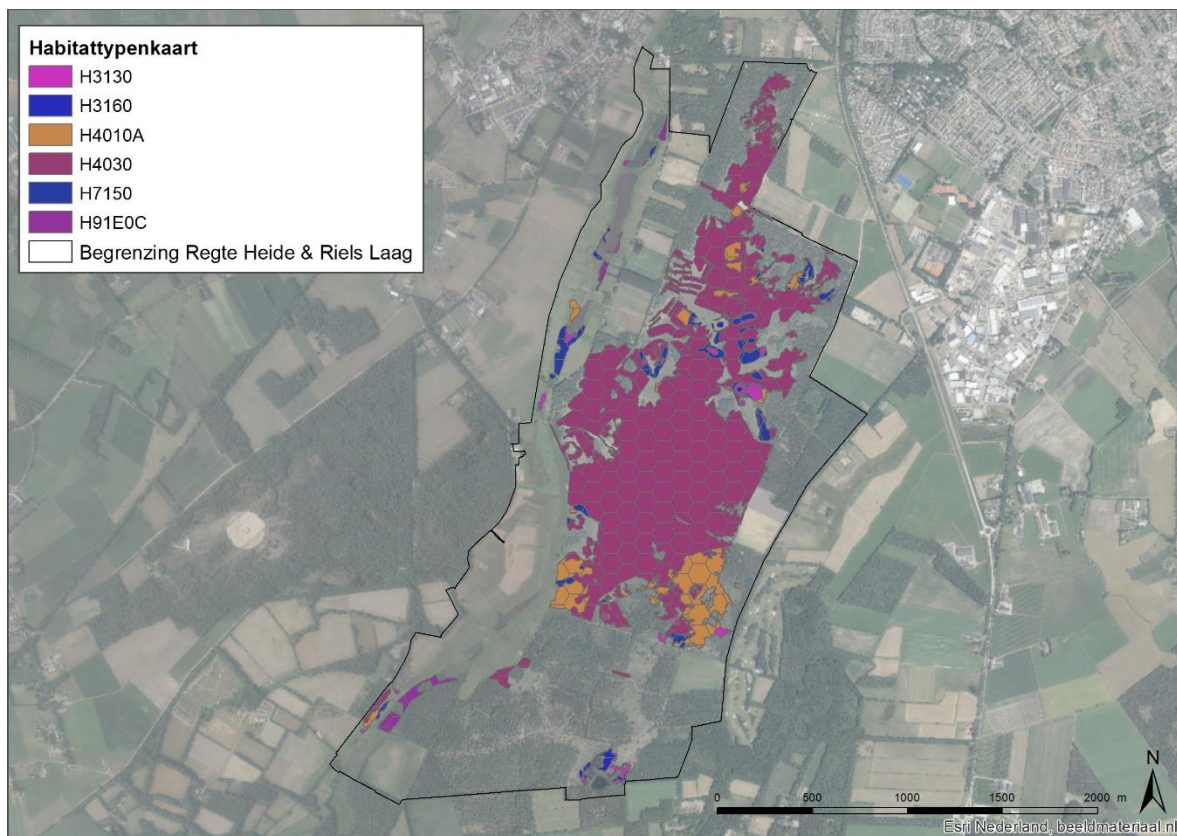 Habitattypenkaart
H3130
H3160
H4010A
H4030
H7150
H91E0C
Begrenzing Regte Heide & Riels Laag
N
0 500 1000 1500 2000 m
Esri Nederland, beeldmateriaal.nl